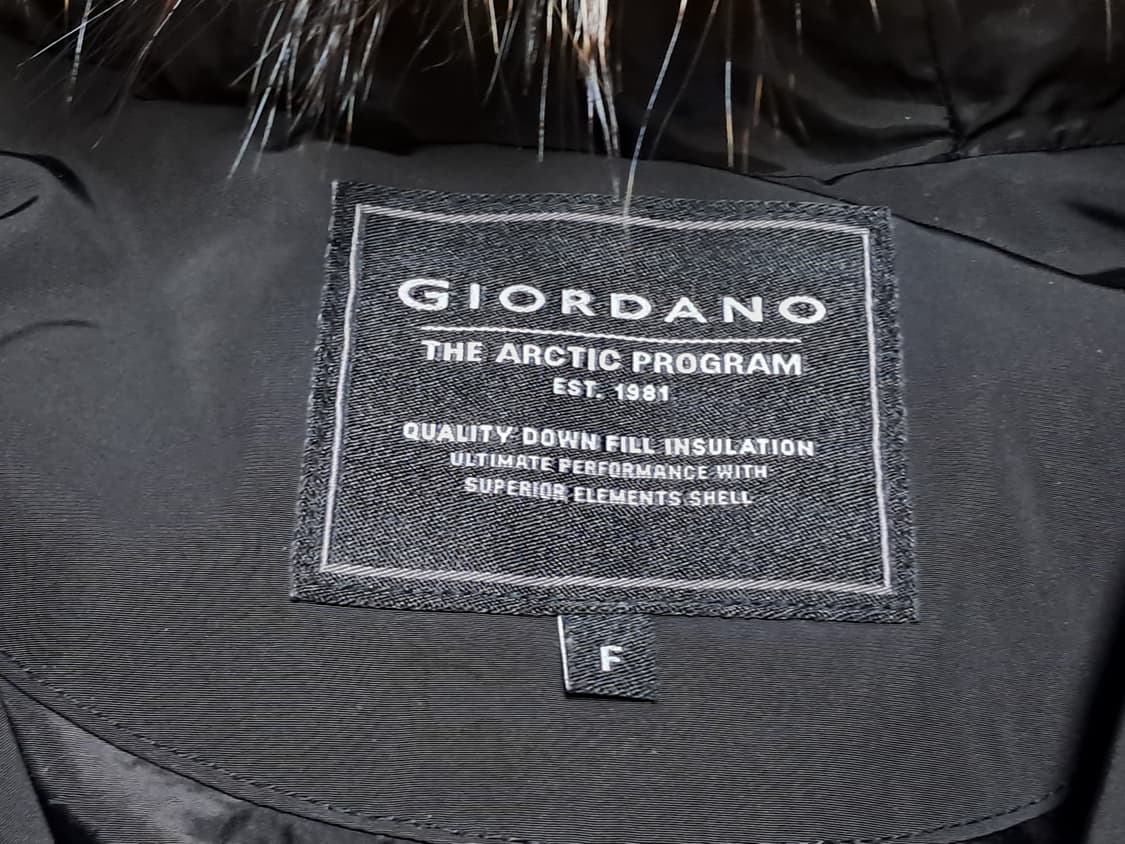 GIORDANO
THE ARCTIC PROGRAM
EST. 1981
QUALITY DOWN FILL INSULATION
ULTIMATE PERFORMANCE WITH
SUPERIOR ELEMENTS SHELL
F